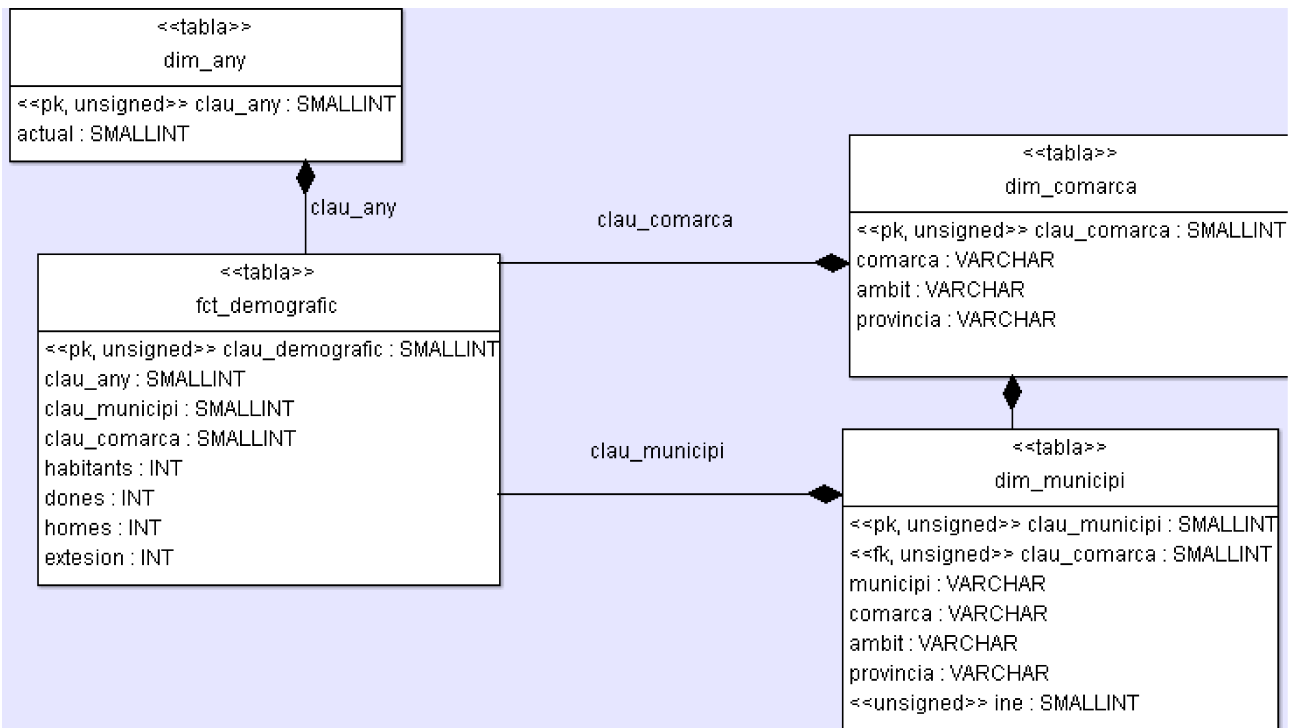 <<tabla>>
dim_any
<<pk, unsigned>> clau_any : SMALLINT
actual : SMALLINT
clau_any
<<tabla>>
fct_demografic
<<pk, unsigned>> clau_demografic : SMALLINT
clau_any : SMALLINT
clau_municipi : SMALLINT
clau_comarca : SMALLINT
habitants : INT
dones : INT
homes : INT
extesion : INT
clau_comarca
clau_municipi
<<tabla>>
dim_comarca
<<pk, unsigned>> clau_comarca : SMALLINT
comarca : VARCHAR
ambit : VARCHAR
provincia : VARCHAR
<<tabla>>
dim_municipi
<<pk, unsigned>> clau_municipi : SMALLINT
<<fk, unsigned>> clau_comarca : SMALLINT
municipi : VARCHAR
comarca : VARCHAR
ambit : VARCHAR
provincia : VARCHAR
<<unsigned>> ine : SMALLINT